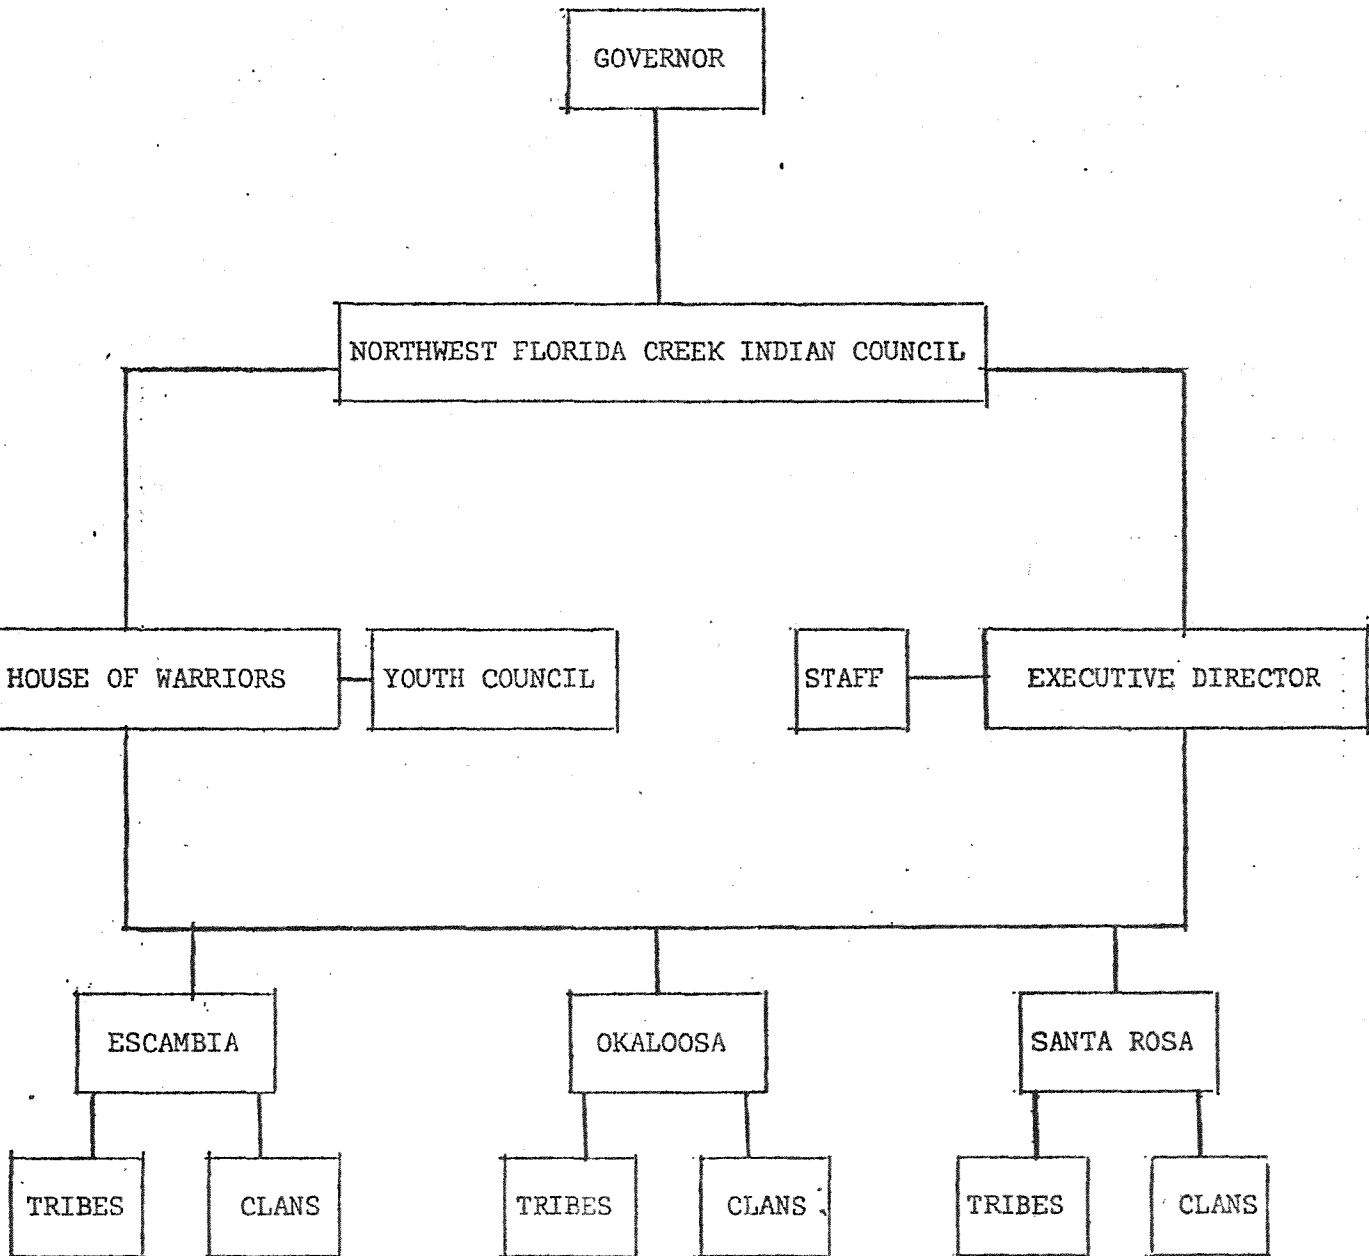 GOVERNOR
NORTHWEST FLORIDA CREEK INDIAN COUNCIL
HOUSE OF WARRIORS
YOUTH COUNCIL
STAFF
EXECUTIVE DIRECTOR
ESCAMBIA
OKALOOSA
SANTA ROSA
TRIBES
CLANS
TRIBES
CLANS
TRIBES
CLANS